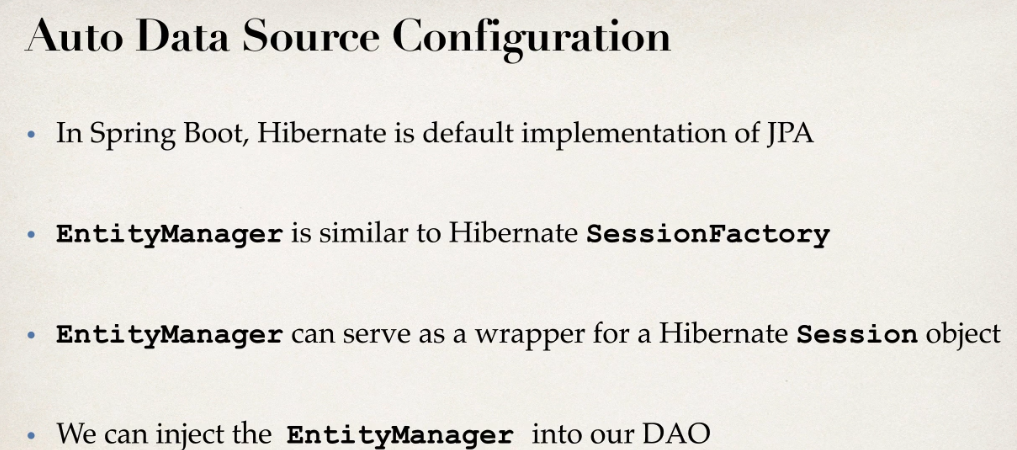 Auto Data Source Configuration
• In Spring Boot, Hibernate is default implementation of JPA
• EntityManager is similar to Hibernate SessionFactory
• EntityManager can serve as a wrapper for a Hibernate Session object
• We can inject the EntityManager into our DAO